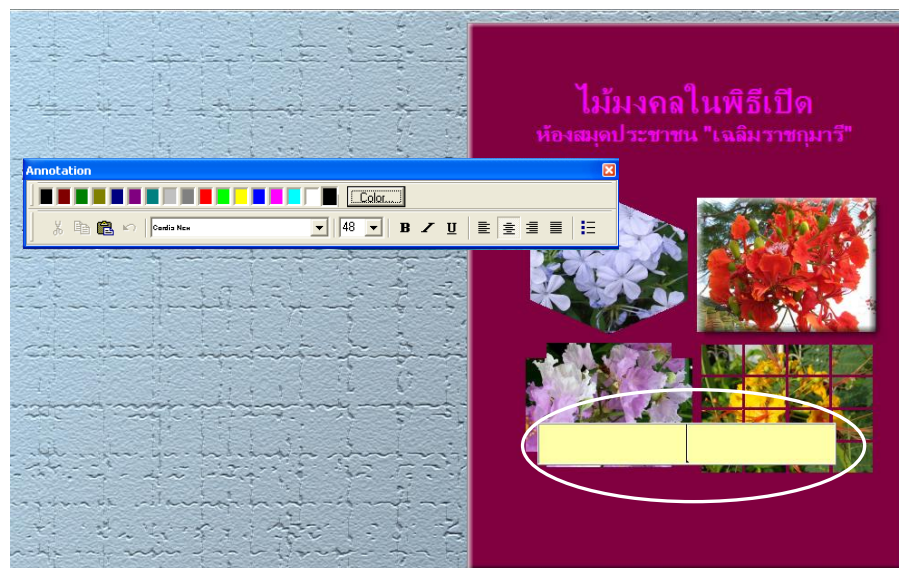 ไม้มงคลในพิธีเปิด
ห้องสมุดประชาชน "เฉลิมราชกุมารี"
Annotation
Color...
Cordia New
48
B I U